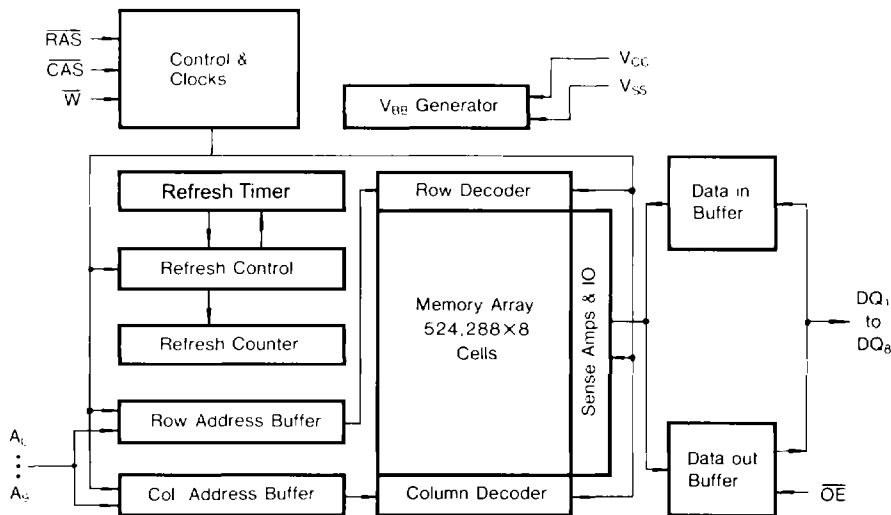 RAS
CAS
W
Control &
Clocks
V_CC
V_SS
V_BB Generator
Refresh Timer
Refresh Control
Refresh Counter
Row Address Buffer
Col. Address Buffer
Row Decoder
Memory Array
524,288×8
Cells
Sense Amps & IO
Column Decoder
Data in
Buffer
Data out
Buffer
DQ₁
to
DQ₈
OE
A₀
⋮
A₉